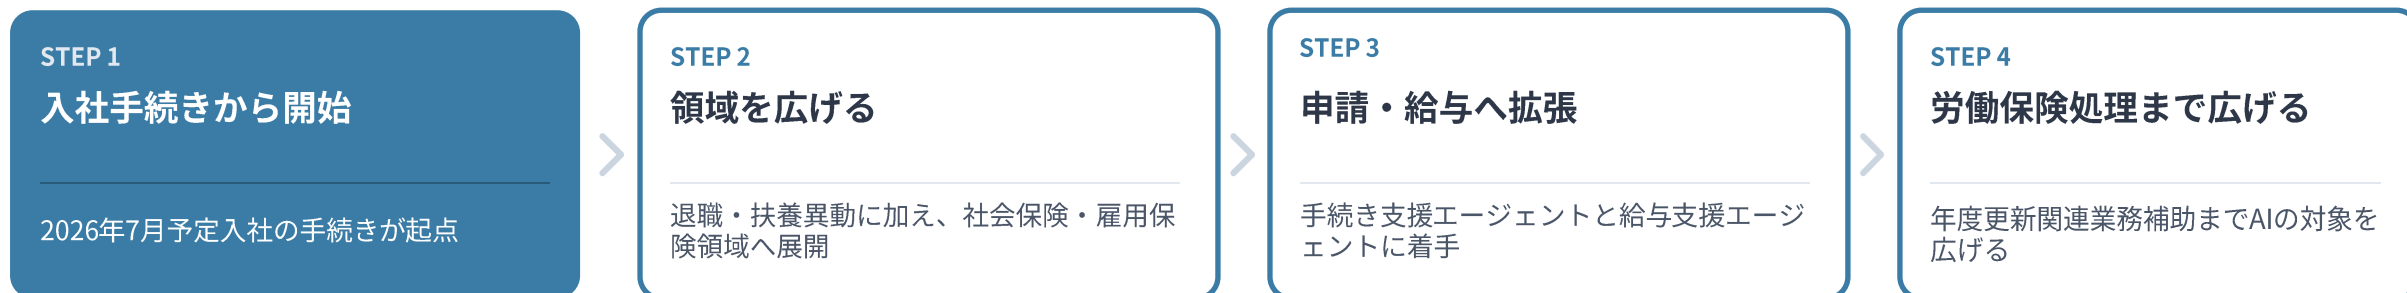 STEP 1
入社手続きから開始
2026年7月予定入社の手続きが起点
STEP 2
領域を広げる
退職・扶養異動に加え、社会保険・雇用保
険領域へ展開
STEP 3
申請・給与へ拡張
手続き支援エージェントと給与支援エージ
ェントに着手
STEP 4
労働保険処理まで広げる
年度更新関連業務補助までAIの対象を
広げる